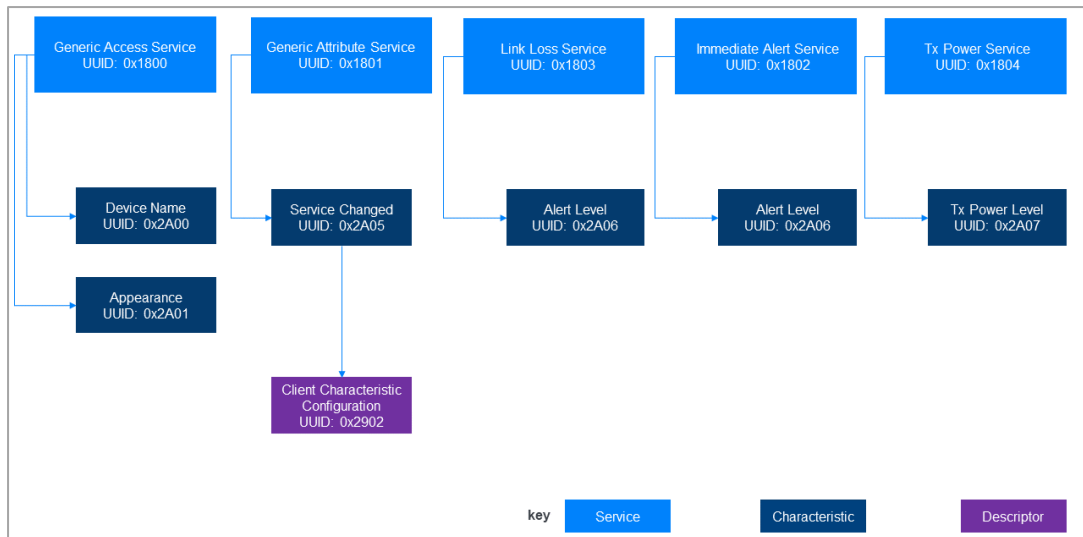 Generic Access Service
UUID: 0x1800
Generic Attribute Service
UUID: 0x1801
Link Loss Service
UUID: 0x1803
Immediate Alert Service
UUID: 0x1802
Tx Power Service
UUID: 0x1804
Device Name
UUID: 0x2A00
Service Changed
UUID: 0x2A05
Alert Level
UUID: 0x2A06
Alert Level
UUID: 0x2A06
Tx Power Level
UUID: 0x2A07
Appearance
UUID: 0x2A01
Client Characteristic
Configuration
UUID: 0x2902
key
Service
Characteristic
Descriptor